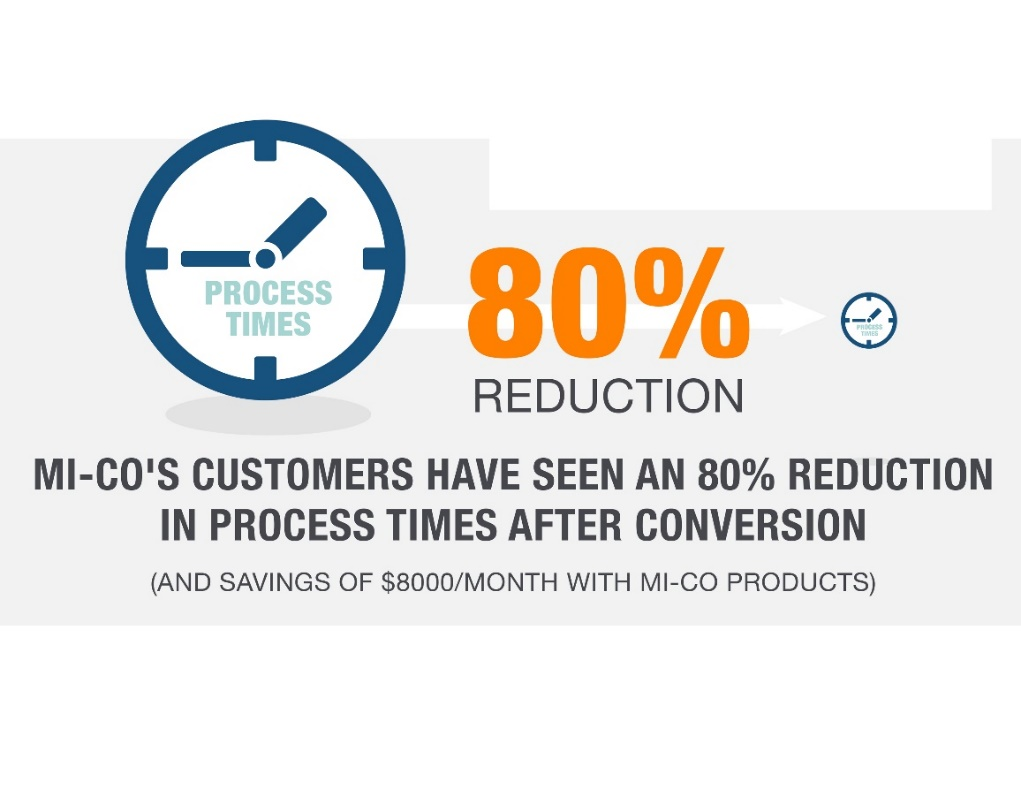 PROCESS
TIMES
80%
REDUCTION
PROCESS
TIMES
MI-CO'S CUSTOMERS HAVE SEEN AN 80% REDUCTION
IN PROCESS TIMES AFTER CONVERSION
(AND SAVINGS OF $8000/MONTH WITH MI-CO PRODUCTS)